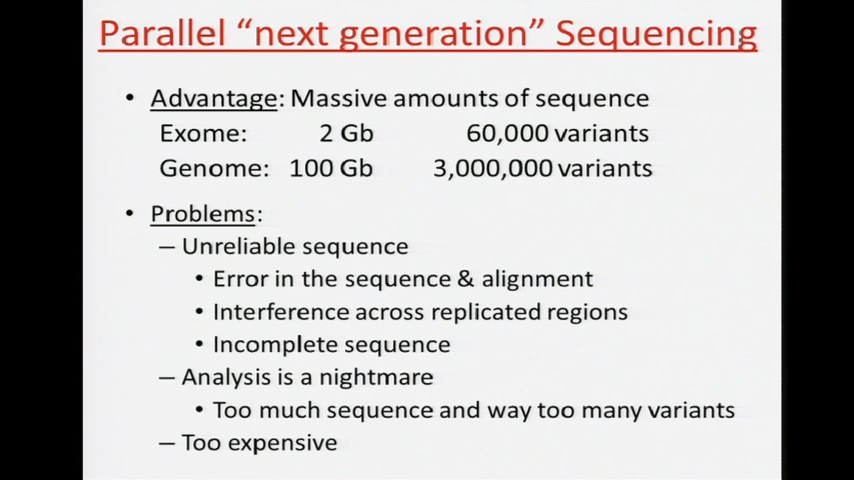 Parallel “next generation” Sequencing
• Advantage: Massive amounts of sequence
Exome: 2 Gb 60,000 variants
Genome: 100 Gb 3,000,000 variants
• Problems:
– Unreliable sequence
• Error in the sequence & alignment
• Interference across replicated regions
• Incomplete sequence
– Analysis is a nightmare
• Too much sequence and way too many variants
– Too expensive